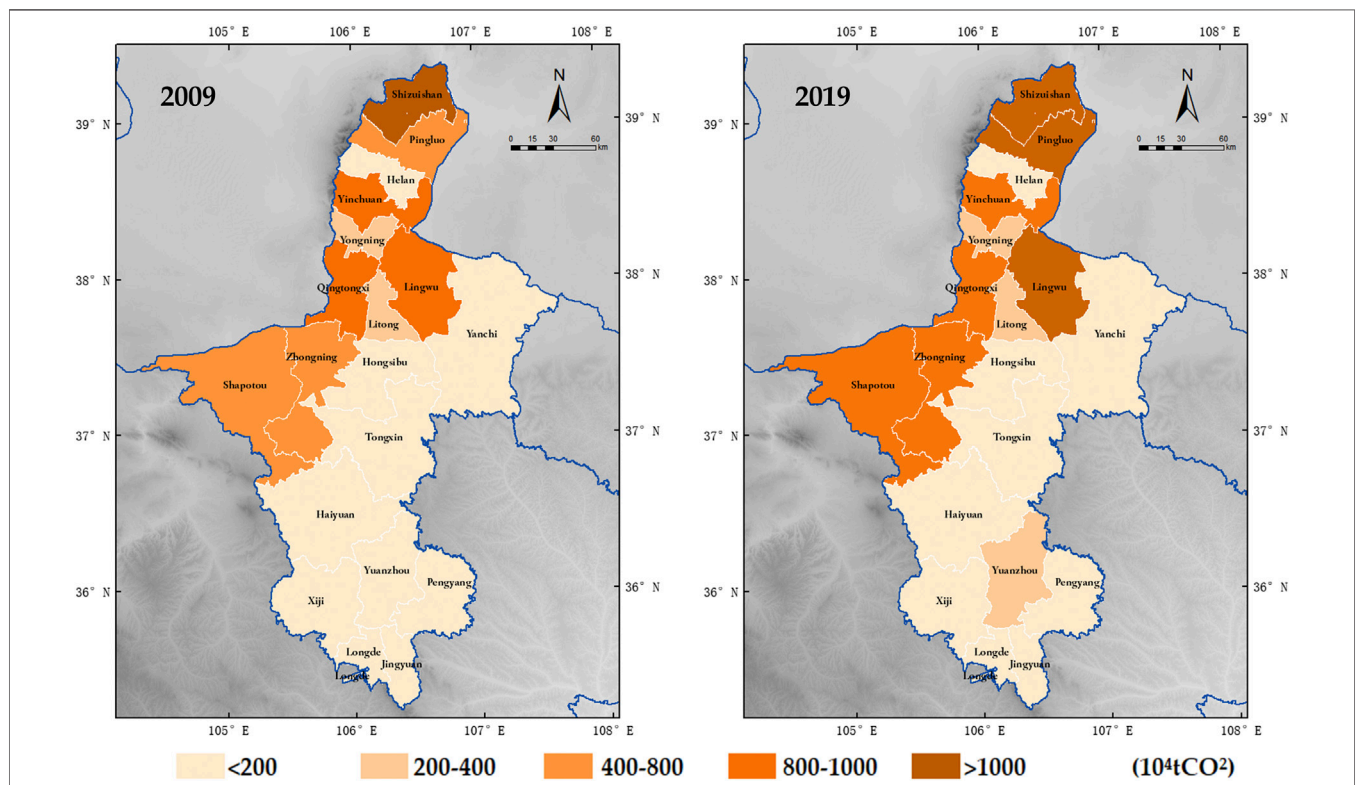 105° E 106° E 107° E 108° E
105° E 106° E 107° E 108° E
2009
N
0 15 30 60
km
39° N
39° N
38° N
38° N
37° N
37° N
36° N
36° N
Shizuishan
Pingluo
Helan
Yinchuan
Yongning
Qingtongxi
Lingwu
Litong
Yanchi
Zhongning
Hongsibu
Shapotou
Tongxin
Haiyuan
Yuanzhou
Pengyang
Xiji
Longde
Jingyuan
Longde
105° E 106° E 107° E 108° E
105° E 106° E 107° E 108° E
2019
N
0 15 30 60
km
39° N
39° N
38° N
38° N
37° N
37° N
36° N
36° N
Shizuishan
Pingluo
Helan
Yinchuan
Yongning
Qingtongxi
Lingwu
Litong
Yanchi
Zhongning
Hongsibu
Shapotou
Tongxin
Haiyuan
Yuanzhou
Pengyang
Xiji
Longde
Jingyuan
Longde
<200 200-400 400-800 800-1000 >1000 (10⁴tCO²)